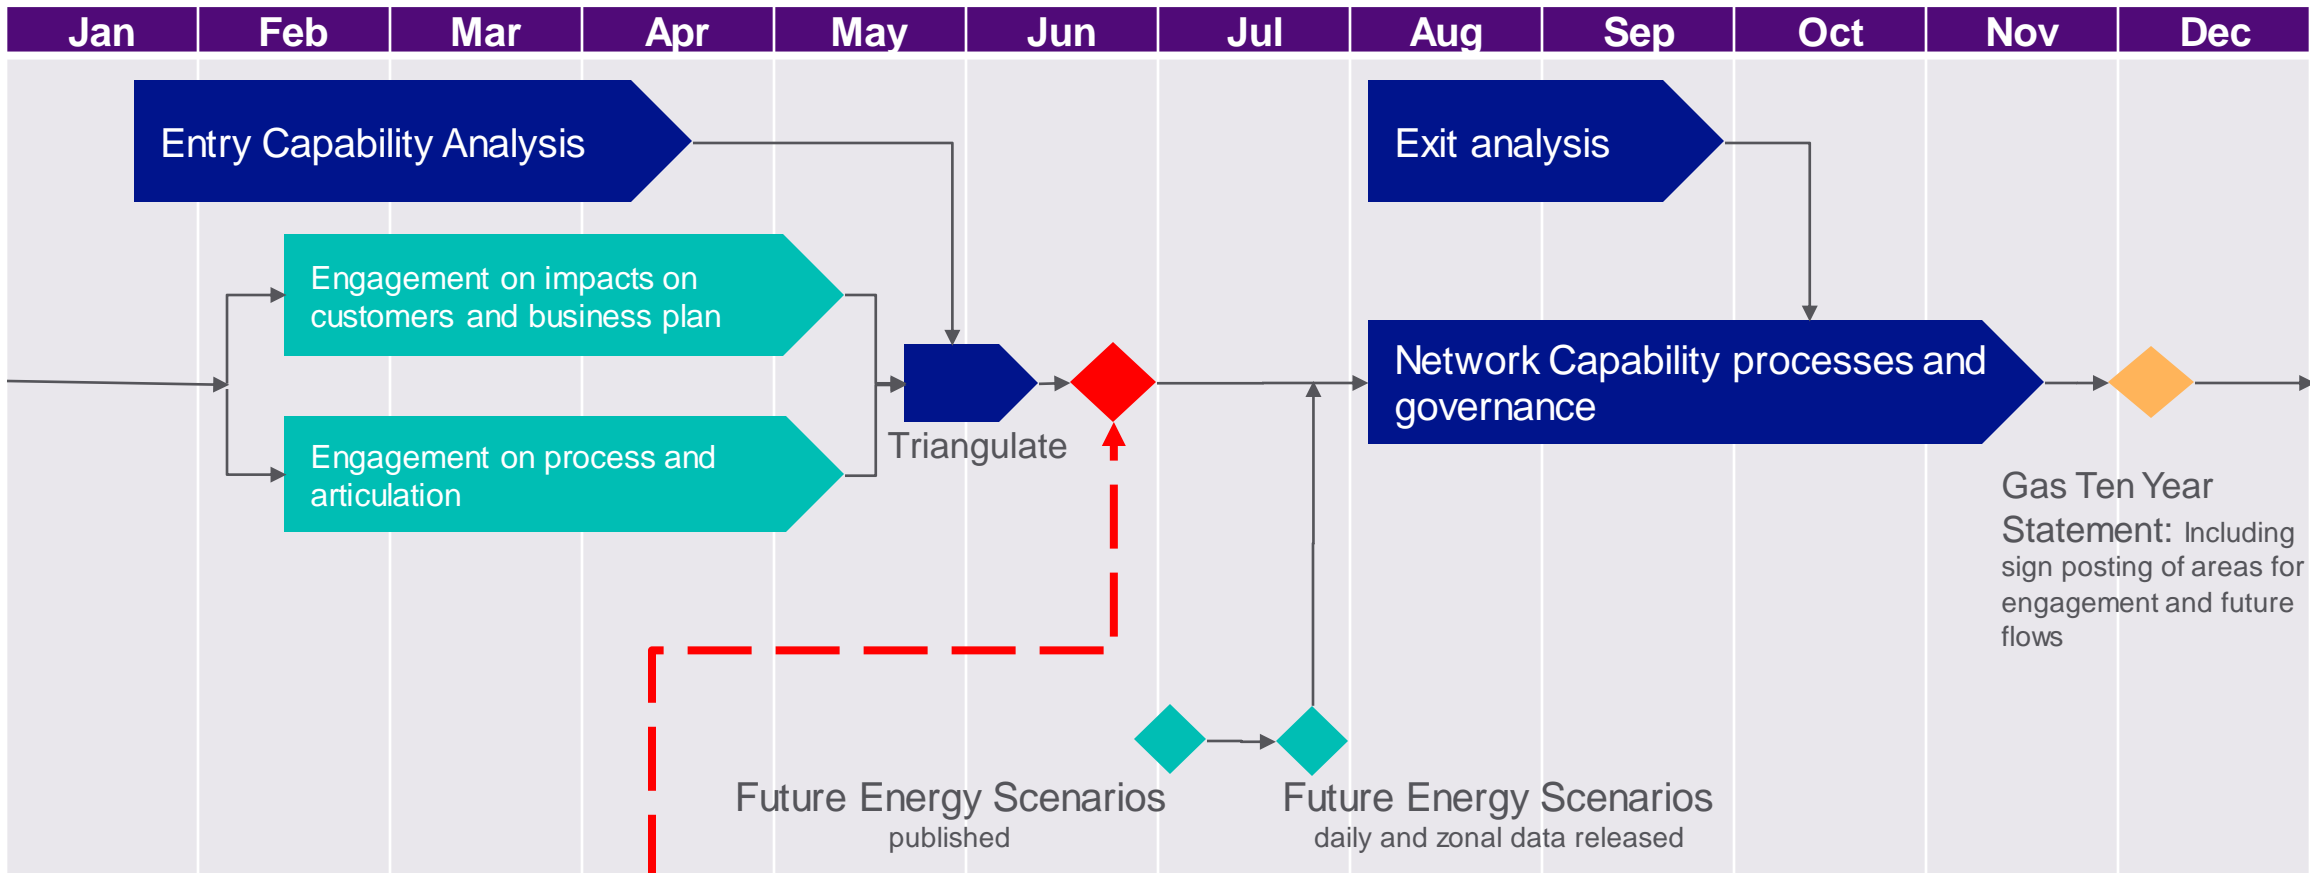 Jan Feb Mar Apr May Jun Jul Aug Sep Oct Nov Dec
Entry Capability Analysis
Exit analysis
Engagement on impacts on
customers and business plan
Network Capability processes and
governance
Triangulate
Engagement on process and
articulation
Gas Ten Year
Statement: Including
sign posting of areas for
engagement and future
flows
Future Energy Scenarios
published
Future Energy Scenarios
daily and zonal data released